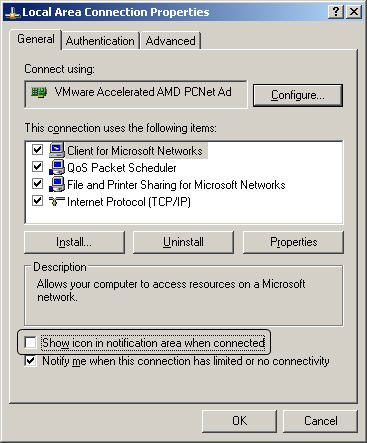 Local Area Connection Properties
General Authentication Advanced
Connect using:
VMware Accelerated AMD PCNet Ad Configure...
This connection uses the following items:
Client for Microsoft Networks
QoS Packet Scheduler
File and Printer Sharing for Microsoft Networks
Internet Protocol (TCP/IP)
Install... Uninstall Properties
Description
Allows your computer to access resources on a Microsoft
network.
Show icon in notification area when connected
Notify me when this connection has limited or no connectivity
OK Cancel